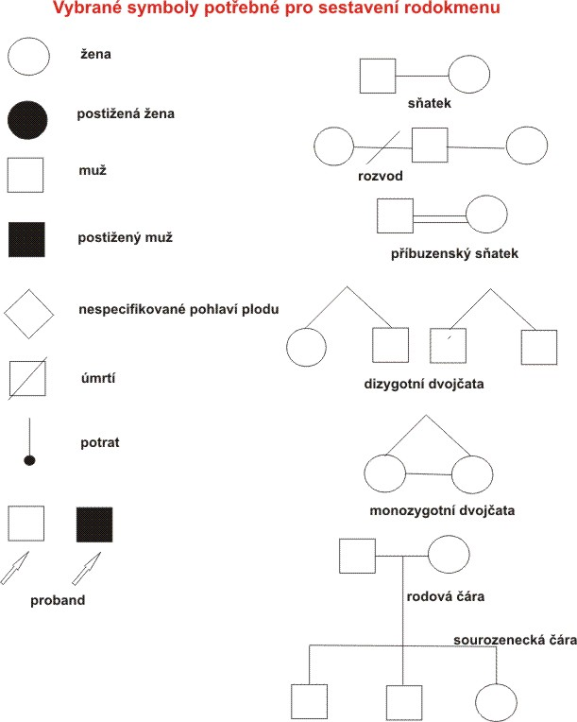 Vybrané symboly potřebné pro sestavení rodokmenu
žena
postižená žena
muž
postižený muž
nespecifikované pohlaví plodu
úmrtí
potrat
proband
sňatek
rozvod
příbuzenský sňatek
dizygotní dvojčata
monozygotní dvojčata
rodová čára
sourozenecká čára